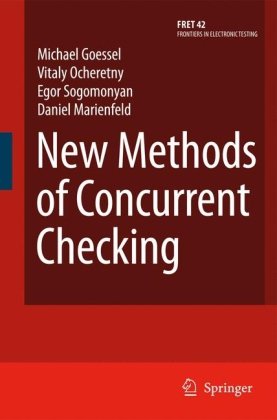 FRET 42
FRONTIERS IN ELECTRONIC TESTING
Michael Goessel
Vitaly Ocheretny
Egor Sogomonyan
Daniel Marienfeld
New Methods
of Concurrent
Checking
Springer